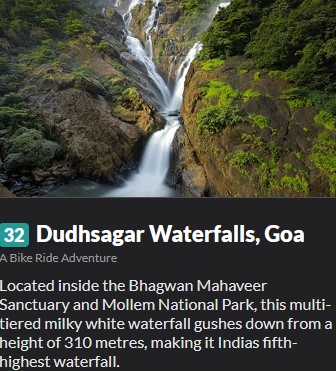 32 Dudhsagar Waterfalls, Goa
A Bike Ride Adventure
Located inside the Bhagwan Mahaveer
Sanctuary and Mollem National Park, this multi-
tiered milky white waterfall gushes down from a
height of 310 metres, making it Indias fifth-
highest waterfall.